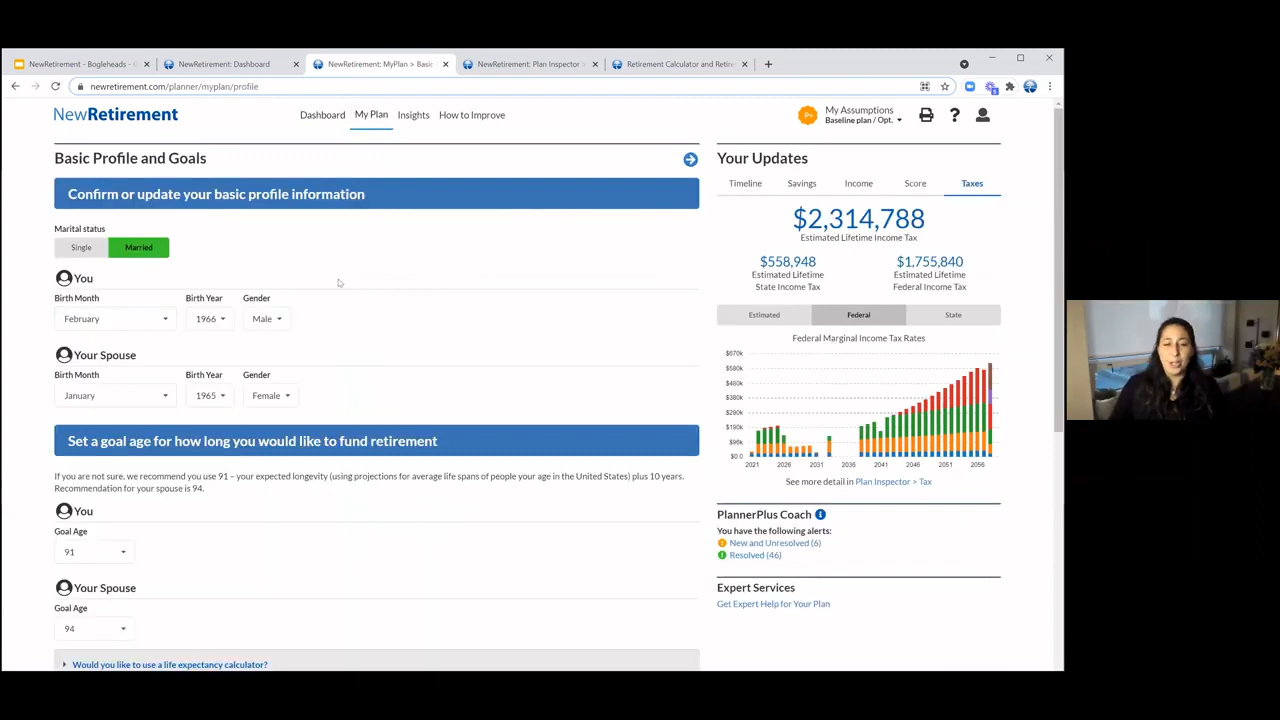 NewRetirement - Bogleheads -
NewRetirement: Dashboard
NewRetirement: MyPlan > Basic
NewRetirement: Plan Inspector >
Retirement Calculator and Retir
newretirement.com/planner/myplan/profile
NewRetirement
Dashboard
My Plan
Insights
How to Improve
My Assumptions
Baseline plan / Opt.
Basic Profile and Goals
Confirm or update your basic profile information
Marital status
Single
Married
You
Birth Month
Birth Year
Gender
February
1966
Male
Your Spouse
Birth Month
Birth Year
Gender
January
1965
Female
Set a goal age for how long you would like to fund retirement
If you are not sure, we recommend you use 91 – your expected longevity (using projections for average life spans of people your age in the United States) plus 10 years.
Recommendation for your spouse is 94.
You
Goal Age
91
Your Spouse
Goal Age
94
Would you like to use a life expectancy calculator?
Your Updates
Timeline
Savings
Income
Score
Taxes
$2,314,788
Estimated Lifetime Income Tax
$558,948
Estimated Lifetime
State Income Tax
$1,755,840
Estimated Lifetime
Federal Income Tax
Estimated
Federal
State
Federal Marginal Income Tax Rates
$670k
$580k
$480k
$380k
$290k
$190k
$96k
$0.0
2021
2026
2031
2036
2041
2046
2051
2056
See more detail in Plan Inspector > Tax
PlannerPlus Coach
You have the following alerts:
New and Unresolved (6)
Resolved (46)
Expert Services
Get Expert Help for Your Plan